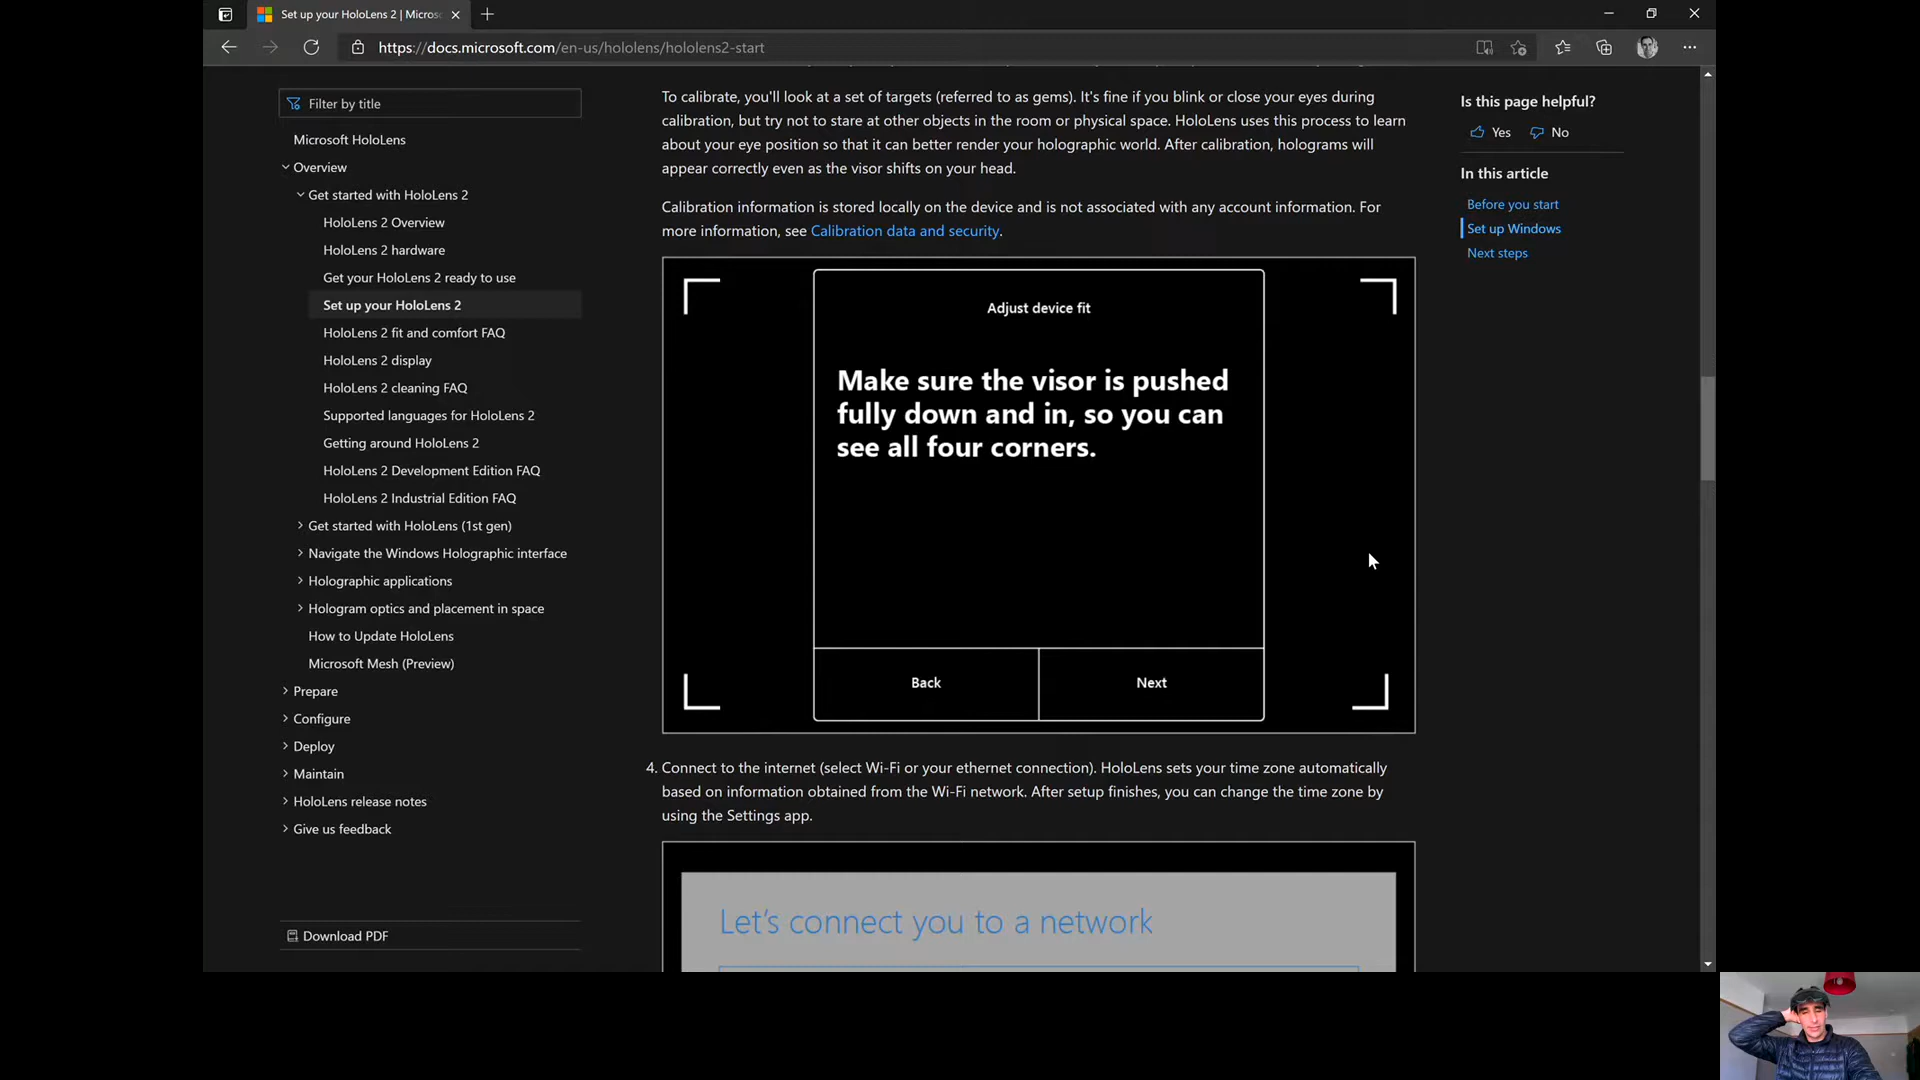 Set up your HoloLens 2 | Micros
https://docs.microsoft.com/en-us/hololens/hololens2-start
Filter by title
Microsoft HoloLens
Overview
Get started with HoloLens 2
HoloLens 2 Overview
HoloLens 2 hardware
Get your HoloLens 2 ready to use
Set up your HoloLens 2
HoloLens 2 fit and comfort FAQ
HoloLens 2 display
HoloLens 2 cleaning FAQ
Supported languages for HoloLens 2
Getting around HoloLens 2
HoloLens 2 Development Edition FAQ
HoloLens 2 Industrial Edition FAQ
Get started with HoloLens (1st gen)
Navigate the Windows Holographic interface
Holographic applications
Hologram optics and placement in space
How to Update HoloLens
Microsoft Mesh (Preview)
Prepare
Configure
Deploy
Maintain
HoloLens release notes
Give us feedback
Download PDF
To calibrate, you'll look at a set of targets (referred to as gems). It's fine if you blink or close your eyes during
calibration, but try not to stare at other objects in the room or physical space. HoloLens uses this process to learn
about your eye position so that it can better render your holographic world. After calibration, holograms will
appear correctly even as the visor shifts on your head.
Calibration information is stored locally on the device and is not associated with any account information. For
more information, see Calibration data and security.
Adjust device fit
Make sure the visor is pushed
fully down and in, so you can
see all four corners.
Back
Next
4. Connect to the internet (select Wi-Fi or your ethernet connection). HoloLens sets your time zone automatically
based on information obtained from the Wi-Fi network. After setup finishes, you can change the time zone by
using the Settings app.
Let's connect you to a network
Is this page helpful?
Yes No
In this article
Before you start
Set up Windows
Next steps